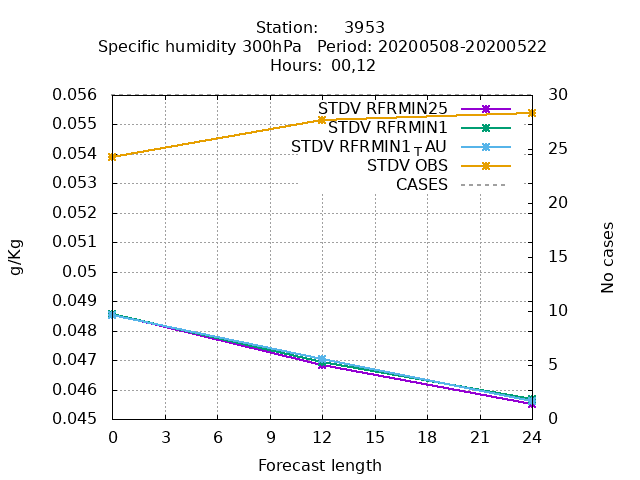 Station: 3953
Specific humidity 300hPa Period: 20200508-20200522
Hours: 00,12
0.056
0.055
0.054
0.053
0.052
0.051
0.05
0.049
0.048
0.047
0.046
0.045
g/Kg
STDV RFRMIN25
STDV RFRMIN1
STDV RFRMIN1TAU
STDV OBS
CASES
30
25
20
15
10
5
0
No cases
0 3 6 9 12 15 18 21 24
Forecast length